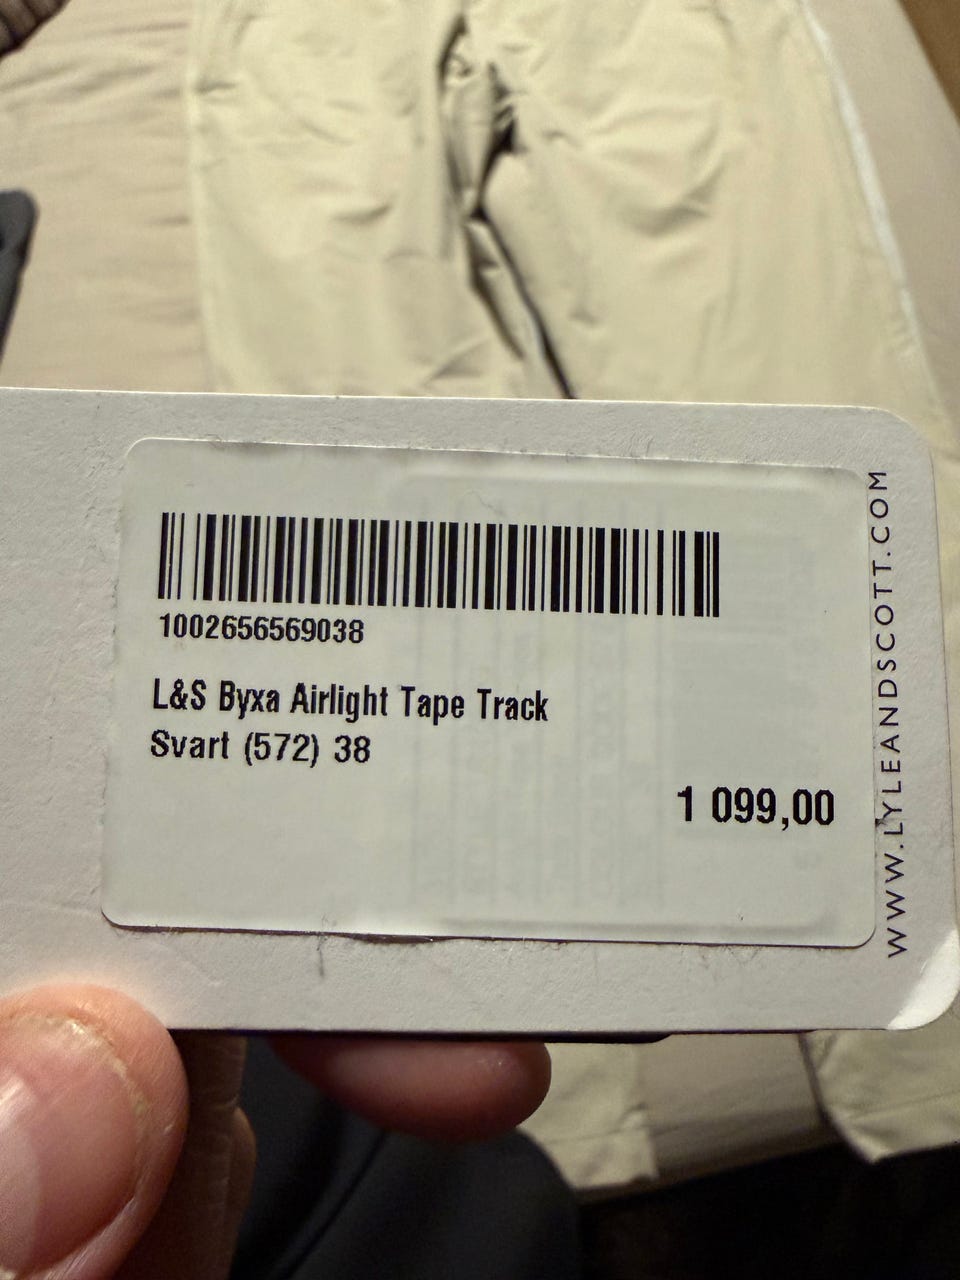 1002656569038
L&S Byxa Airlight Tape Track
Svart (572) 38
1 099,00
WWW.LYLEANDSCOTT.COM